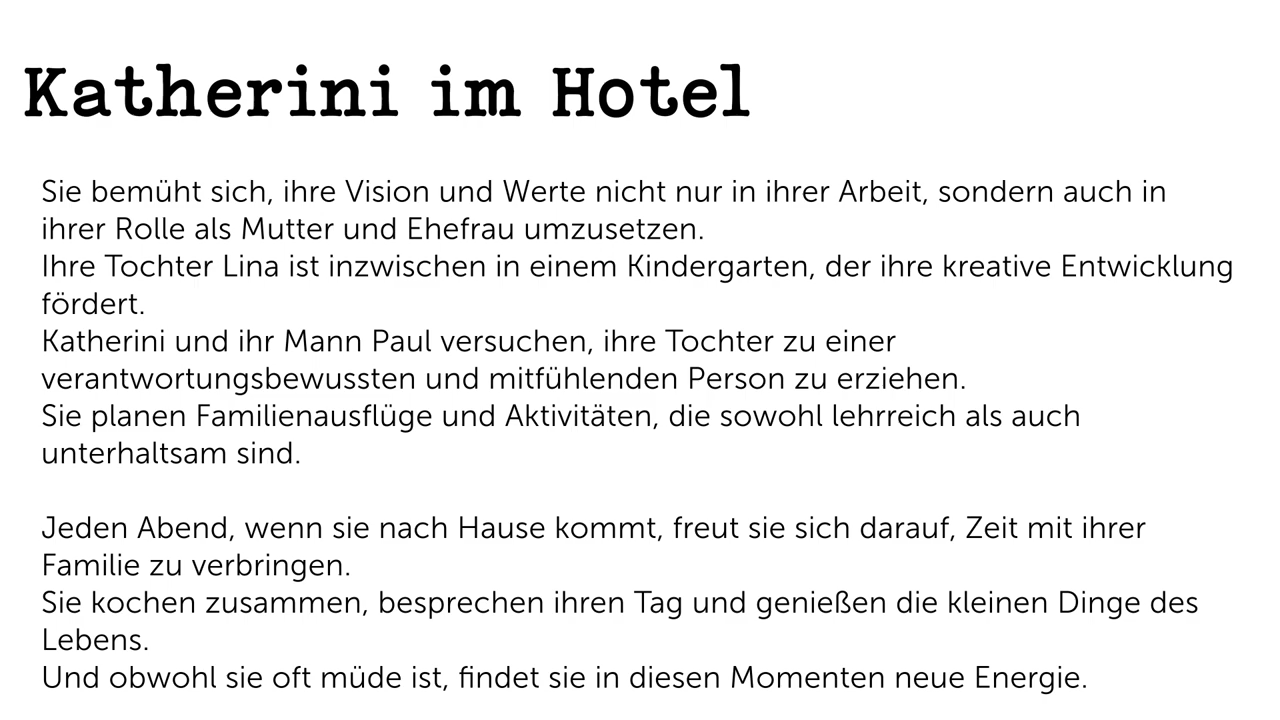 Katherini im Hotel
Sie bemüht sich, ihre Vision und Werte nicht nur in ihrer Arbeit, sondern auch in
ihrer Rolle als Mutter und Ehefrau umzusetzen.
Ihre Tochter Lina ist inzwischen in einem Kindergarten, der ihre kreative Entwicklung
fördert.
Katherini und ihr Mann Paul versuchen, ihre Tochter zu einer
verantwortungsbewussten und mitfühlenden Person zu erziehen.
Sie planen Familienausflüge und Aktivitäten, die sowohl lehrreich als auch
unterhaltsam sind.
Jeden Abend, wenn sie nach Hause kommt, freut sie sich darauf, Zeit mit ihrer
Familie zu verbringen.
Sie kochen zusammen, besprechen ihren Tag und genießen die kleinen Dinge des
Lebens.
Und obwohl sie oft müde ist, findet sie in diesen Momenten neue Energie.